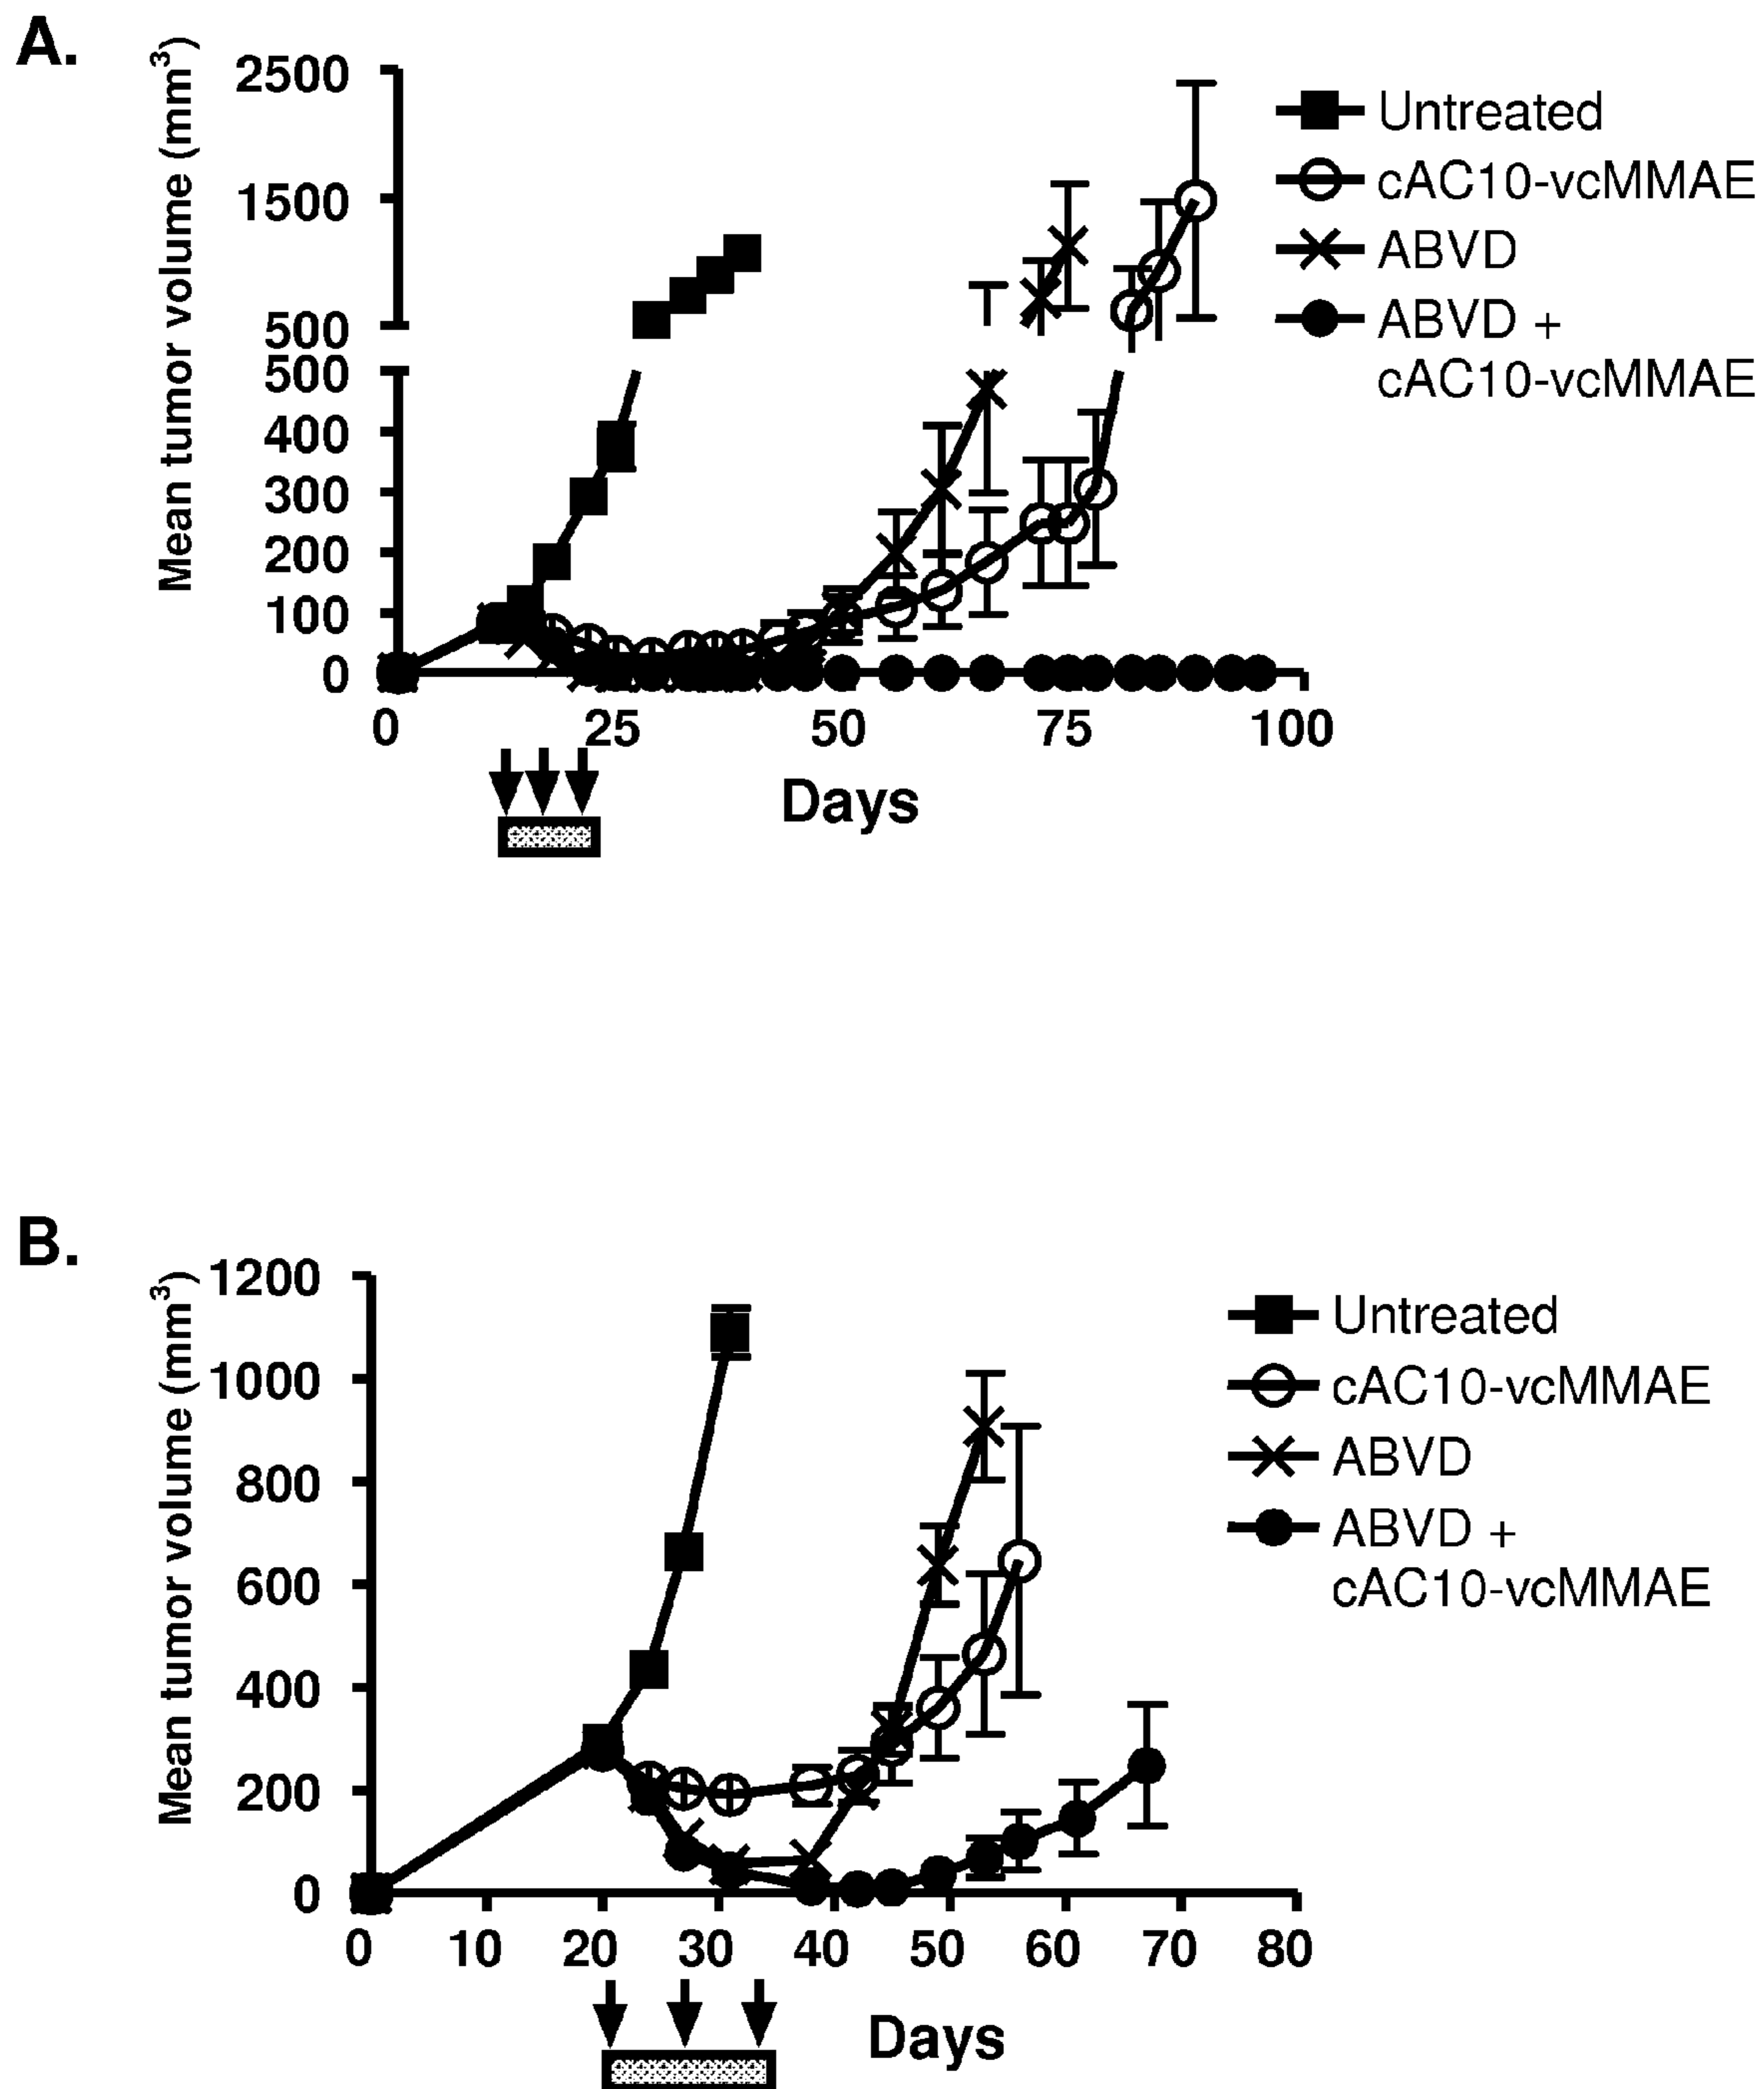 A.
Mean tumor volume (mm³)
2500
1500
500
500
400
300
200
100
0
0 25 50 75 100
Days
Untreated
cAC10-vcMMAE
ABVD
ABVD +
cAC10-vcMMAE
B.
Mean tumor volume (mm³)
1200
1000
800
600
400
200
0
0 10 20 30 40 50 60 70 80
Days
Untreated
cAC10-vcMMAE
ABVD
ABVD +
cAC10-vcMMAE